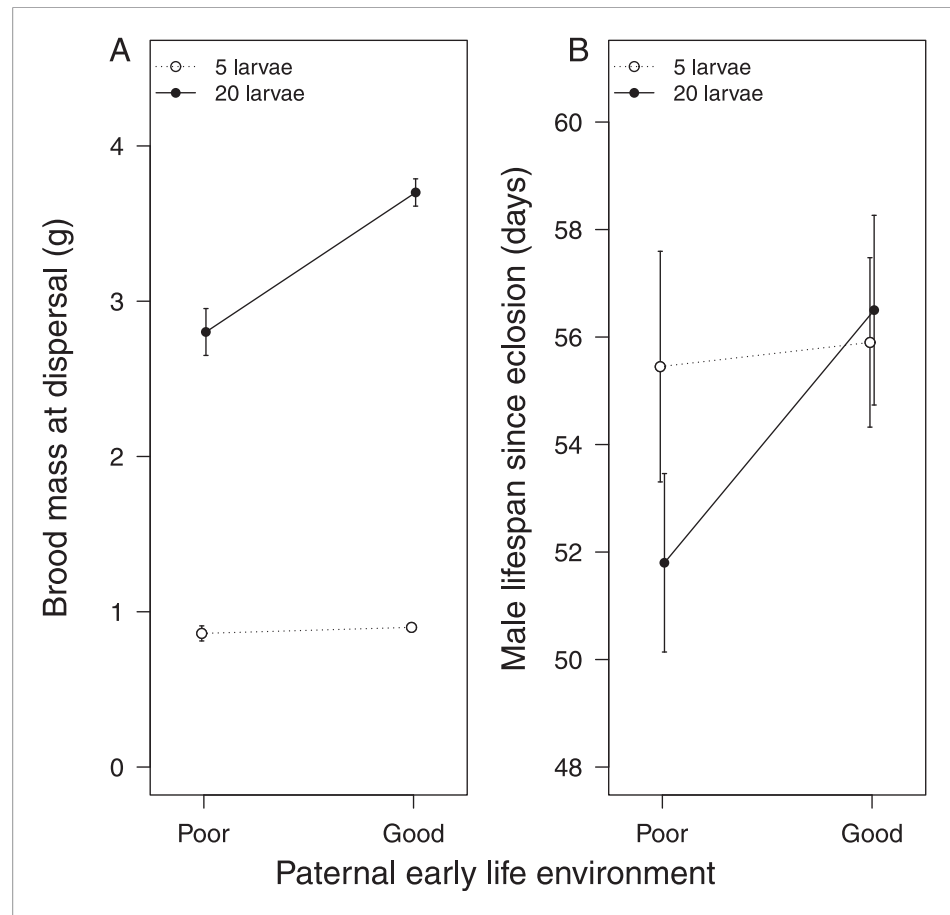 A
5 larvae
20 larvae
Brood mass at dispersal (g)
4
3
2
1
0
Poor
Good
B
5 larvae
20 larvae
Male lifespan since eclosion (days)
60
58
56
54
52
50
48
Poor
Good
Paternal early life environment